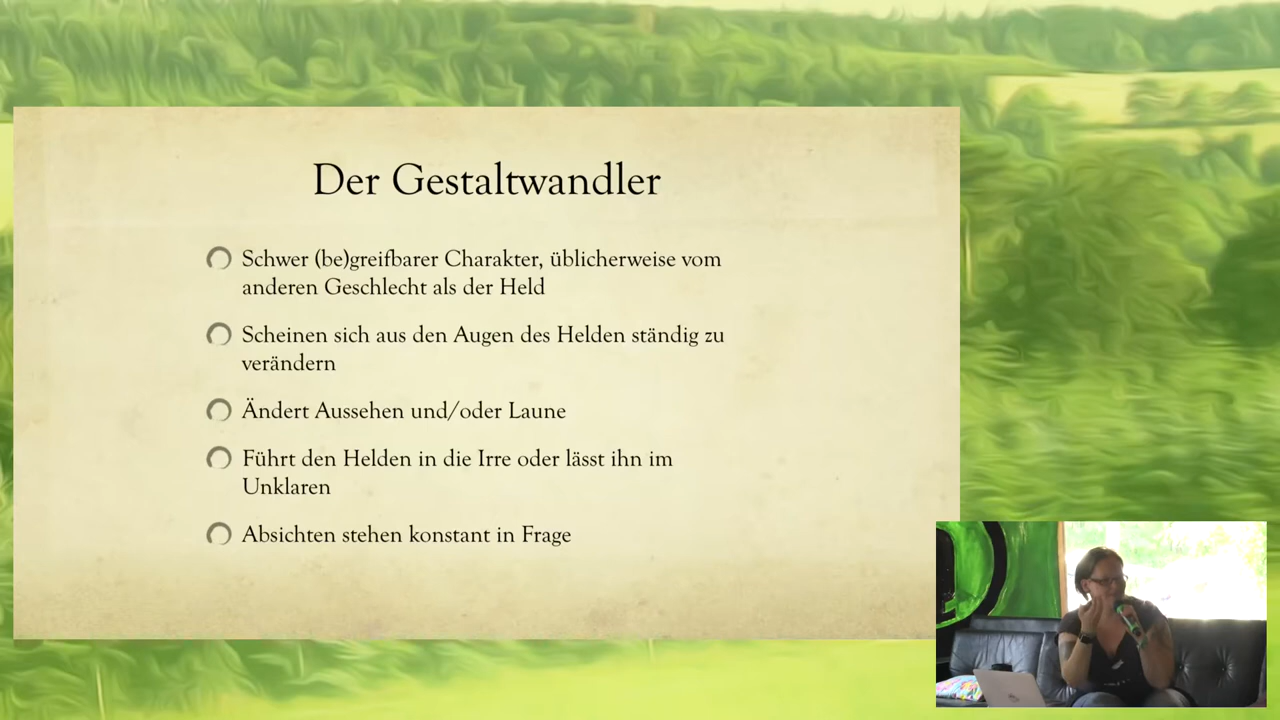 Der Gestaltwandler
Schwer (be)greifbarer Charakter, üblicherweise vom
anderen Geschlecht als der Held
Scheinen sich aus den Augen des Helden ständig zu
verändern
Ändert Aussehen und/oder Laune
Führt den Helden in die Irre oder lässt ihn im
Unklaren
Absichten stehen konstant in Frage